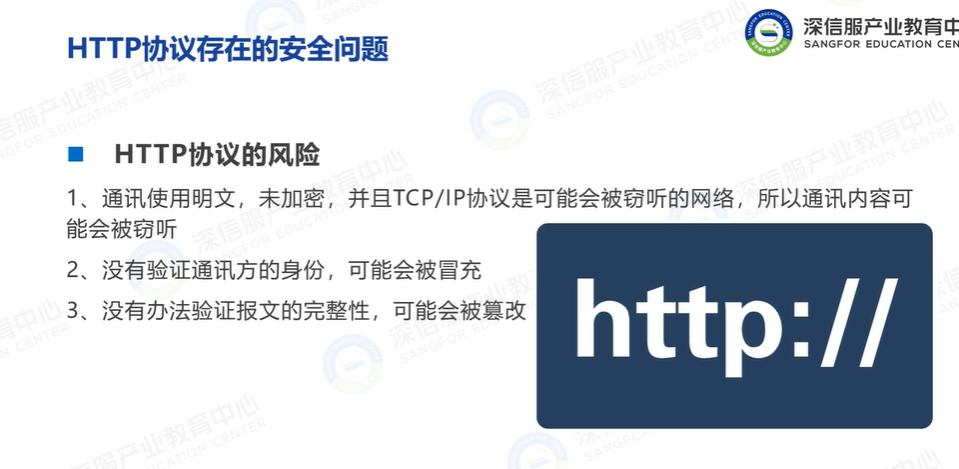 HTTP协议存在的安全问题
深信服产业教育中
SANGFOR EDUCATION CEN
■ HTTP协议的风险
1、通讯使用明文，未加密，并且TCP/IP协议是可能会被窃听的网络，所以通讯内容可
能会被窃听
2、没有验证通讯方的身份，可能会被冒充
3、没有办法验证报文的完整性，可能会被篡改
http://